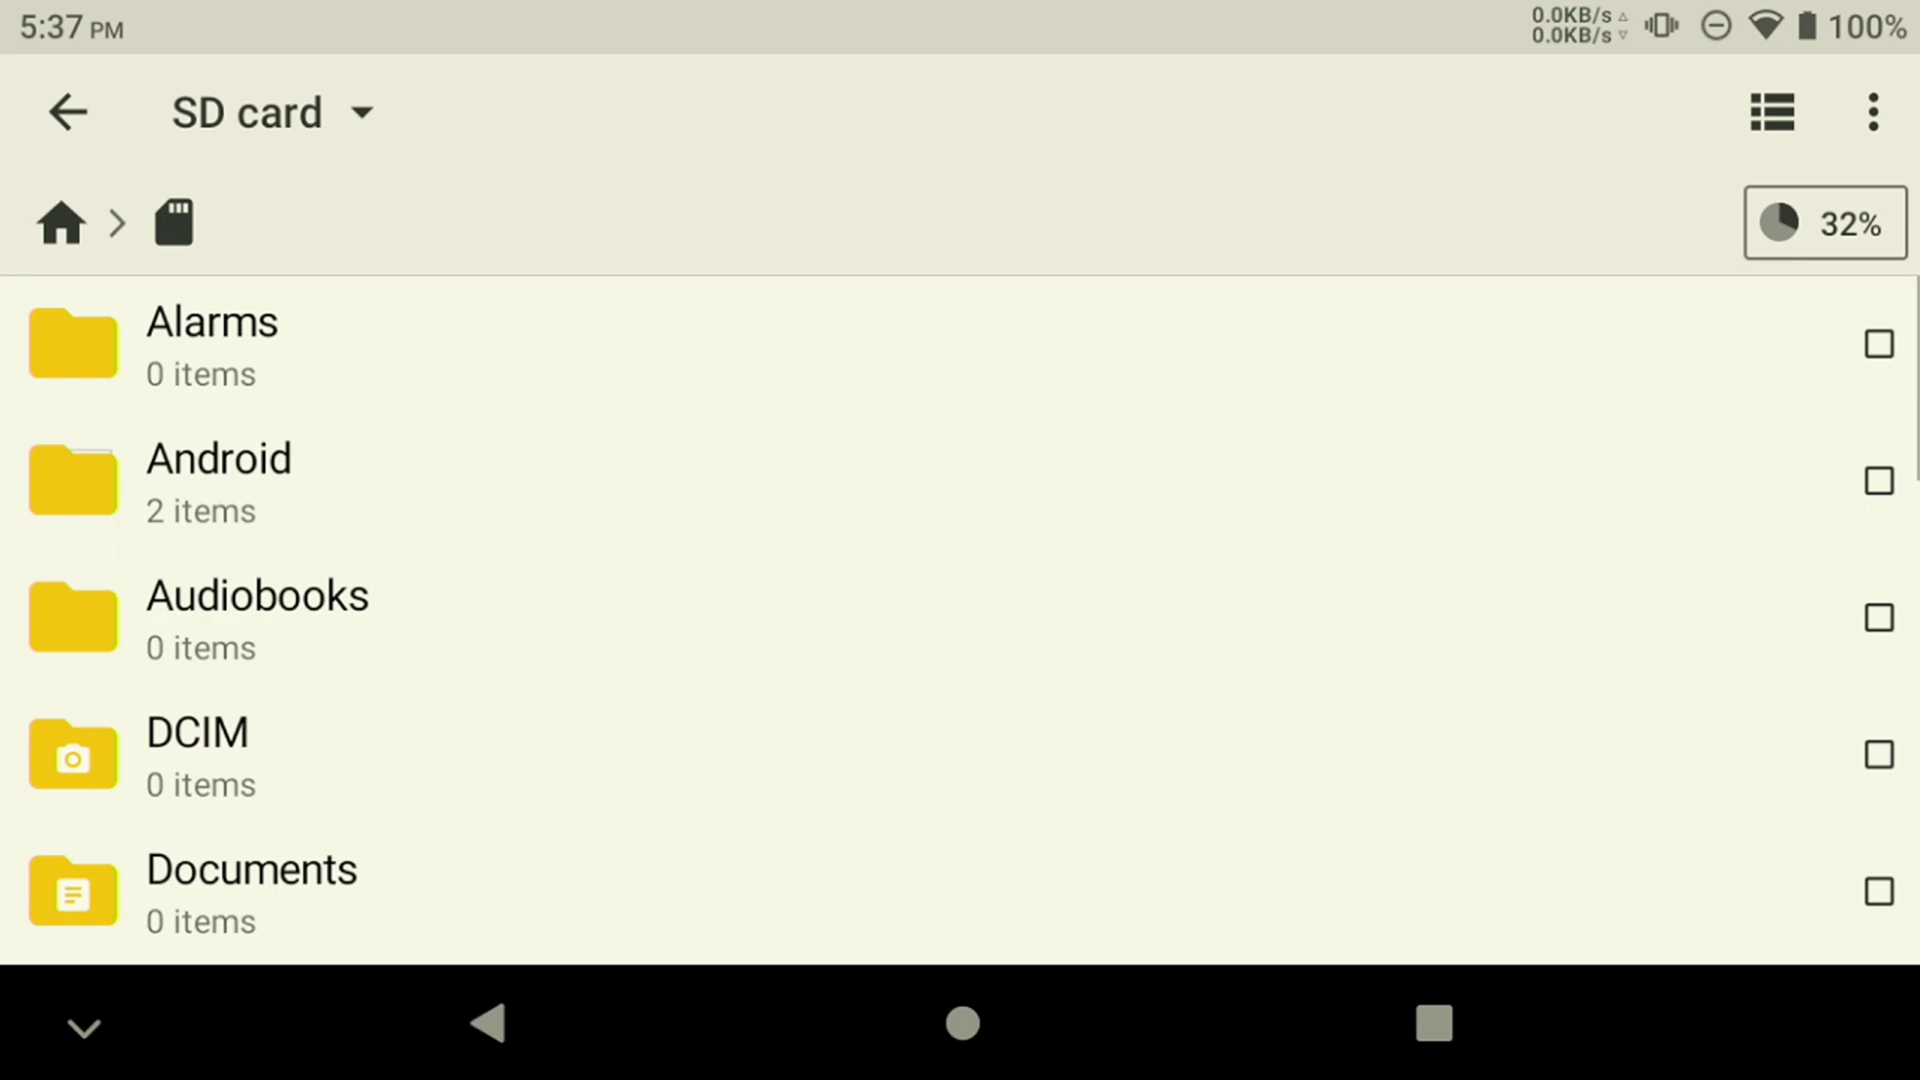 5:37 PM
0.0KB/s
0.0KB/s
100%
SD card
32%
Alarms
0 items
Android
2 items
Audiobooks
0 items
DCIM
0 items
Documents
0 items